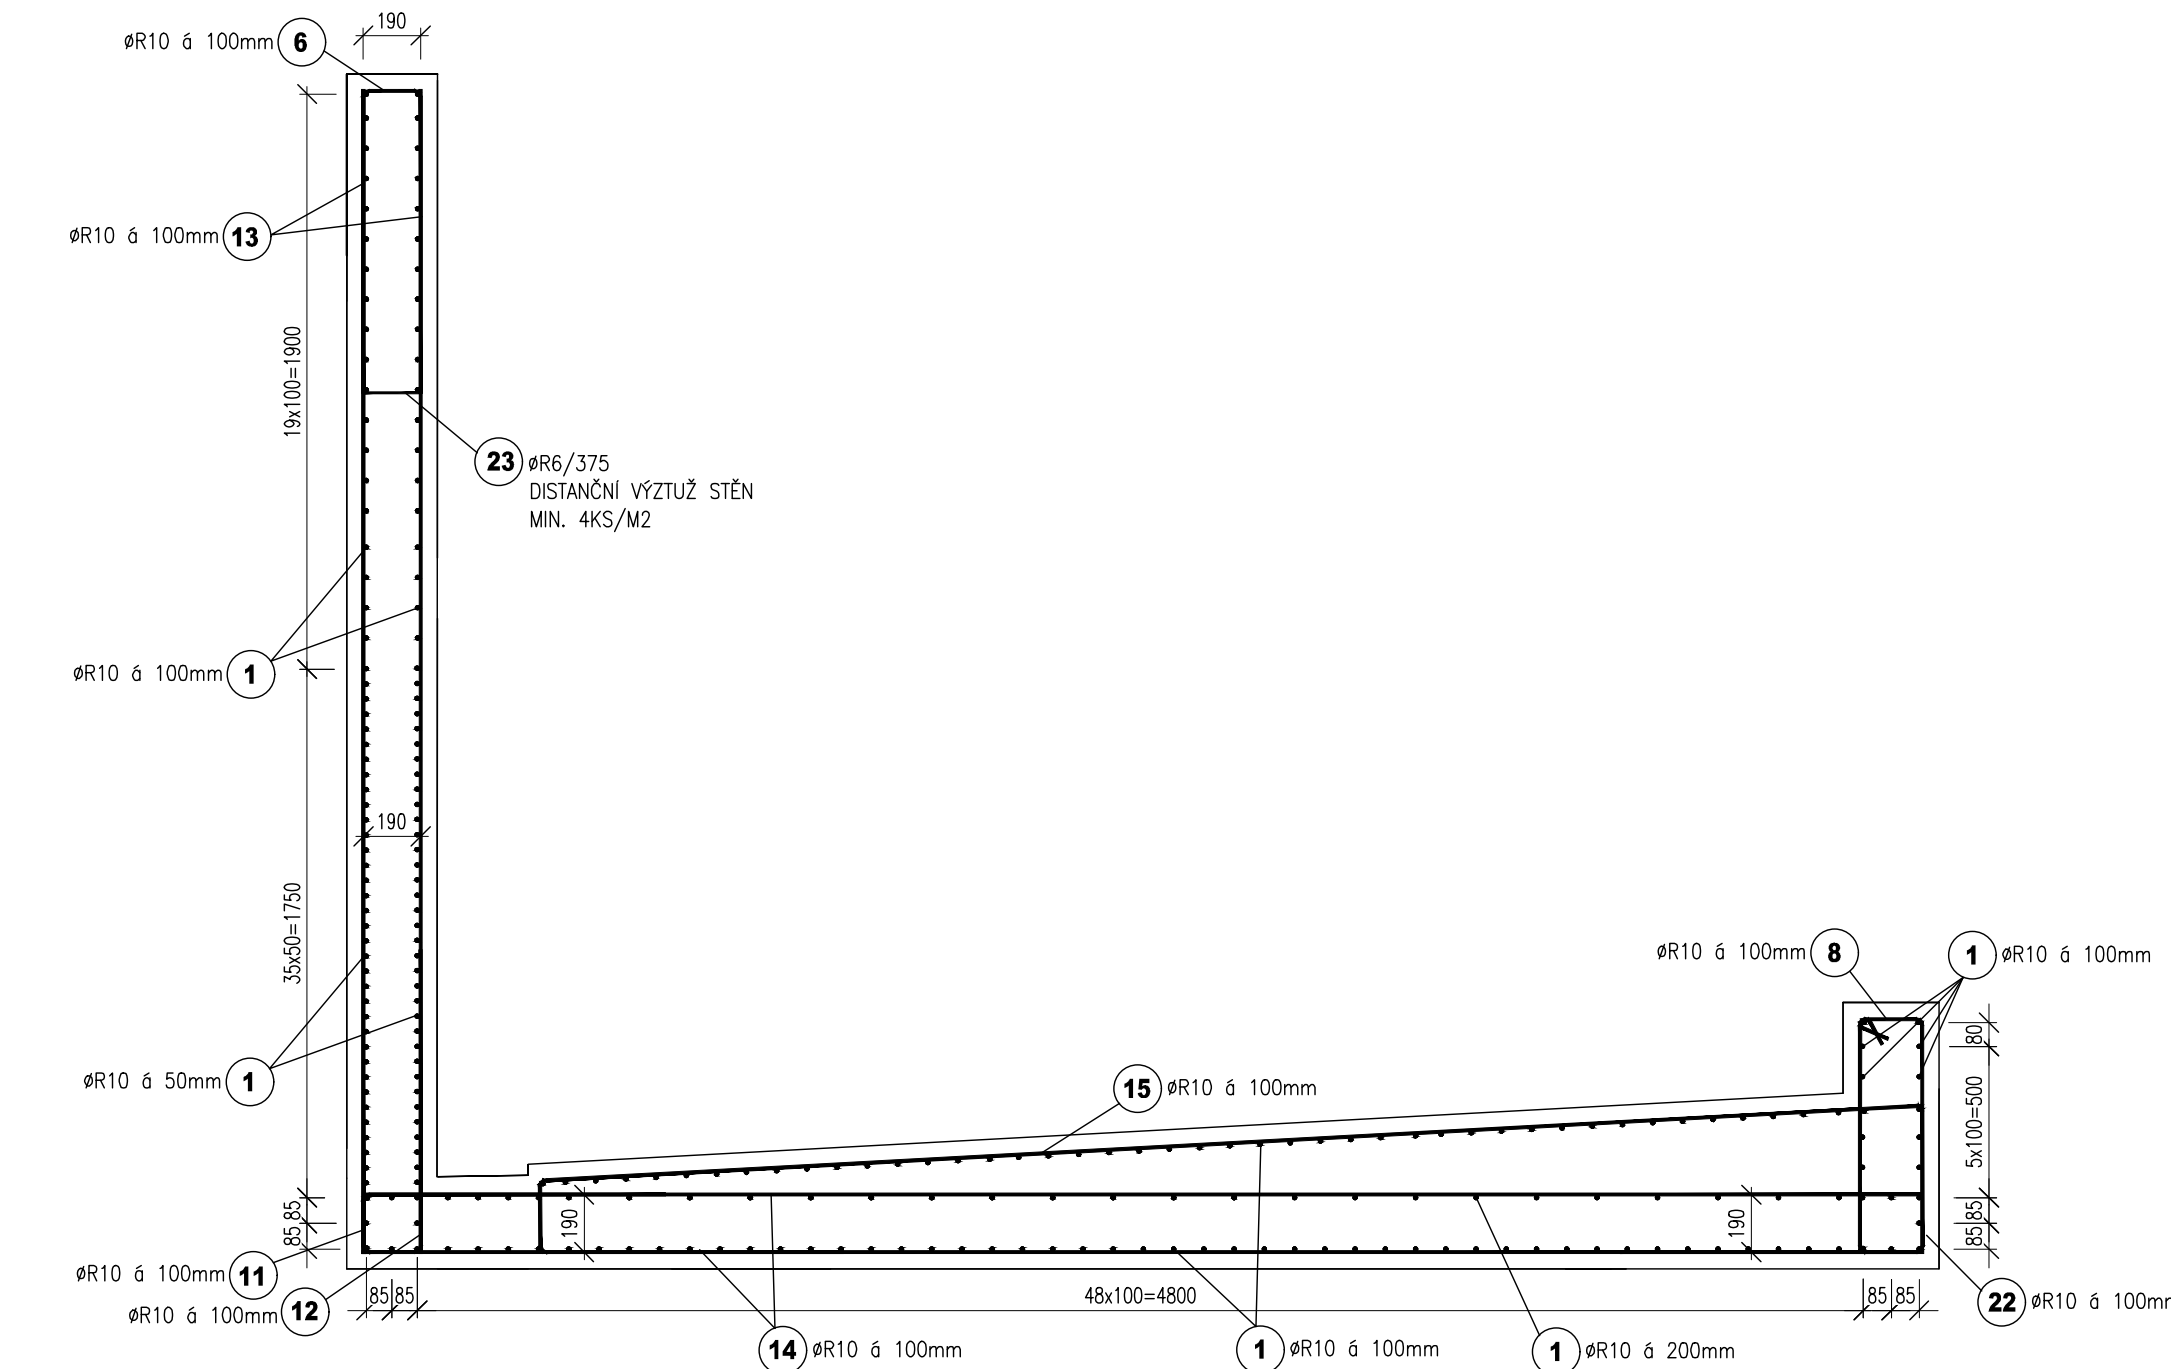 190
øR10 á 100mm 6
øR10 á 100mm 13
19x100=1900
23 øR6/375
DISTANČNÍ VÝZTUŽ STĚN
MIN. 4KS/M2
øR10 á 100mm 1
190
35x50=1750
øR10 á 50mm 1
øR10 á 100mm 8
1 øR10 á 100mm
80
5x100=500
15 øR10 á 100mm
85
85
190
190
85
85
øR10 á 100mm 11
øR10 á 100mm 12
85 85
48x100=4800
85 85
22 øR10 á 100mm
14 øR10 á 100mm
1 øR10 á 100mm
1 øR10 á 200mm